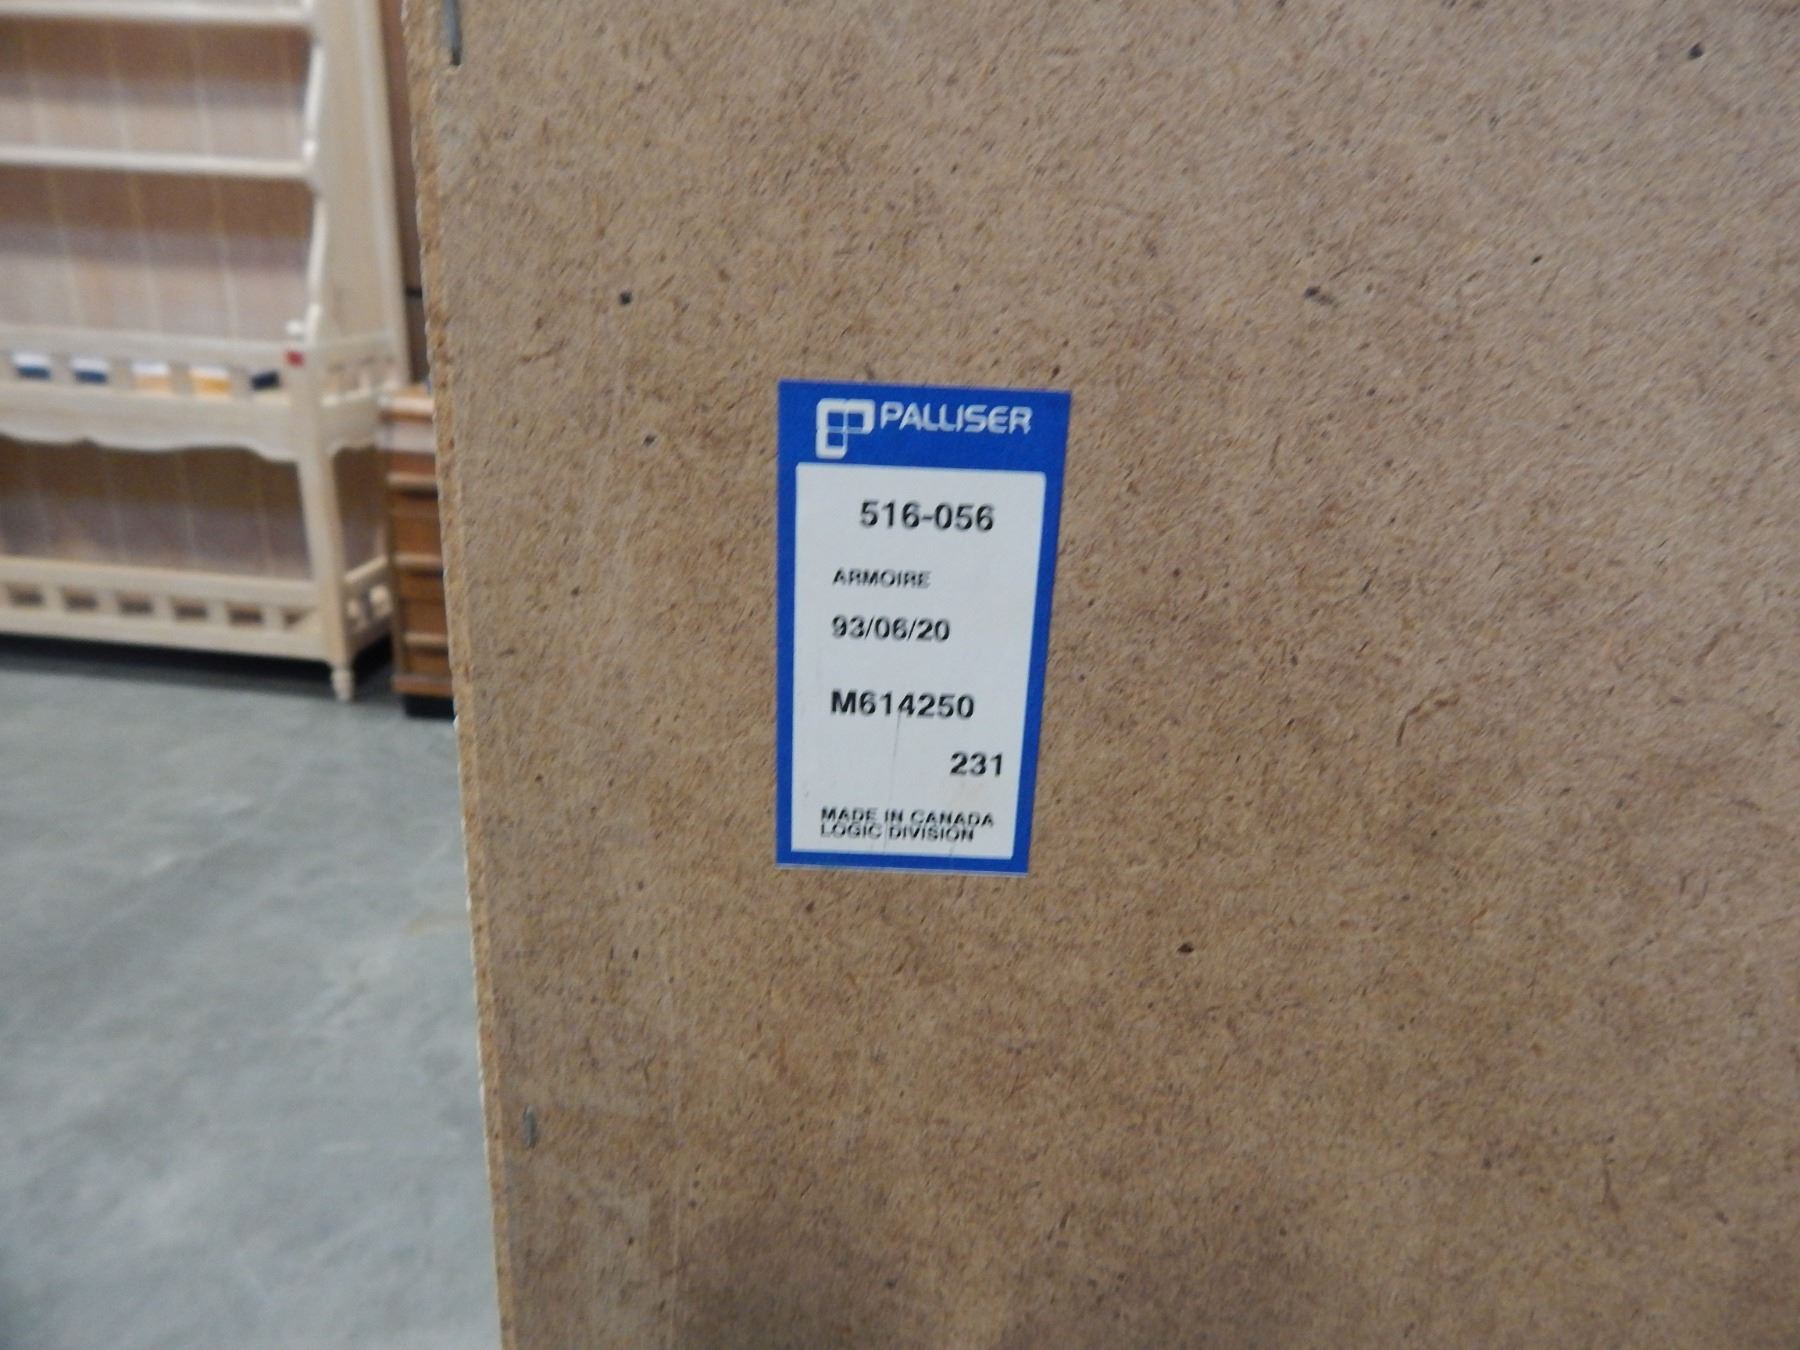 PALLISER
516-056
ARMOIRE
93/06/20
M614250
231
MADE IN CANADA
LOGIC DIVISION